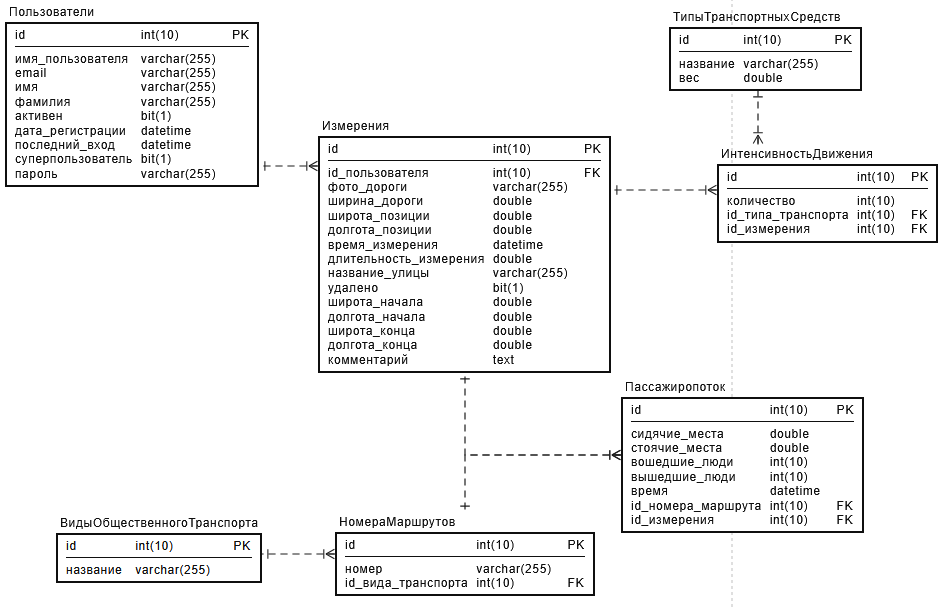 Пользователи
id int(10) PK
имя_пользователя varchar(255)
email varchar(255)
имя varchar(255)
фамилия varchar(255)
активен bit(1)
дата_регистрации datetime
последний_вход datetime
суперпользователь bit(1)
пароль varchar(255)
ТипыТранспортныхСредств
id int(10) PK
название varchar(255)
вес double
Измерения
id int(10) PK
id_пользователя int(10) FK
фото_дороги varchar(255)
ширина_дороги double
широта_позиции double
долгота_позиции double
время_измерения datetime
длительность_измерения double
название_улицы varchar(255)
удалено bit(1)
широта_начала double
долгота_начала double
широта_конца double
долгота_конца double
комментарий text
ИнтенсивностьДвижения
id int(10) PK
количество int(10)
id_типа_транспорта int(10) FK
id_измерения int(10) FK
Пассажиропоток
id int(10) PK
сидячие_места double
стоячие_места double
вошедшие_люди int(10)
вышедшие_люди int(10)
время datetime
id_номера_маршрута int(10) FK
id_измерения int(10) FK
ВидыОбщественногоТранспорта
id int(10) PK
название varchar(255)
НомераМаршрутов
id int(10) PK
номер varchar(255)
id_вида_транспорта int(10) FK